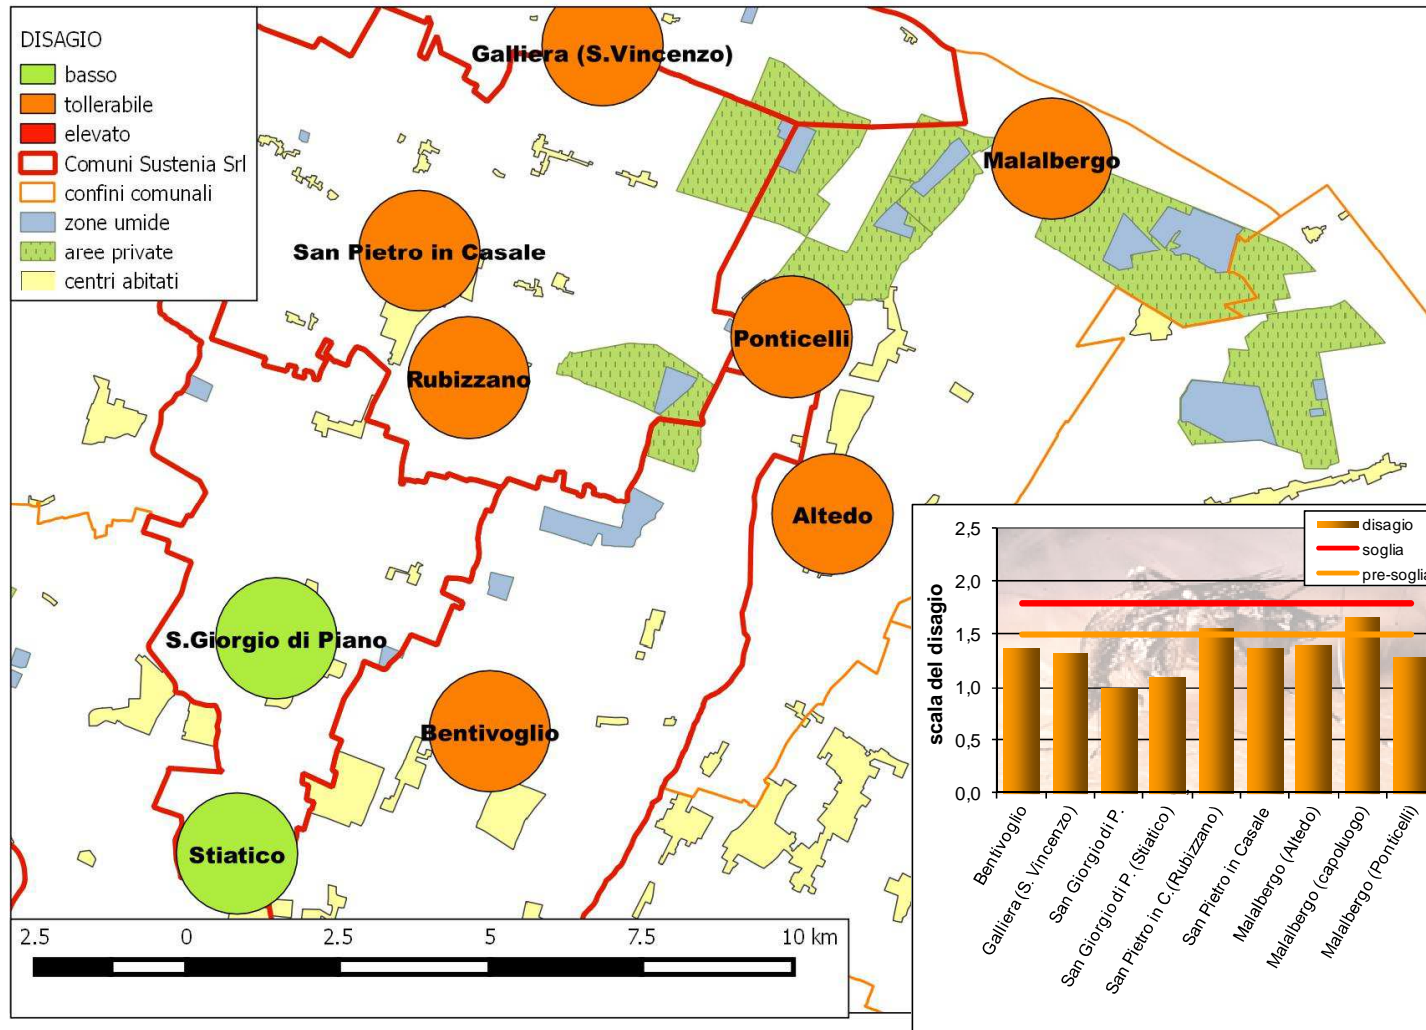 DISAGIO
basso
tollerabile
elevato
Comuni Sustenia Srl
confini comunali
zone umide
aree private
centri abitati
Galliera (S.Vincenzo)
Malalbergo
San Pietro in Casale
Ponticelli
Rubizzano
Altedo
S.Giorgio di Piano
Bentivoglio
Stiatico
2.5 0 2.5 5 7.5 10 km
disagio
soglia
pre-soglia
scala del disagio
2,5
2,0
1,5
1,0
0,5
0,0
Bentivoglio
Galliera (S. Vincenzo)
San Giorgio di P.
San Giorgio di P. (Stiatico)
San Pietro in C. (Rubizzano)
San Pietro in Casale
Malalbergo (Altedo)
Malalbergo (capoluogo)
Malalbergo (Ponticelli)